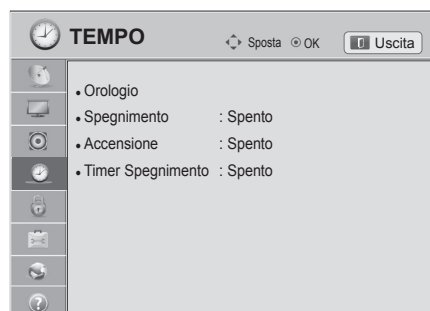 TEMPO Sposta OK Uscita
• Orologio
• Spegnimento : Spento
• Accensione : Spento
• Timer Spegnimento : Spento
?